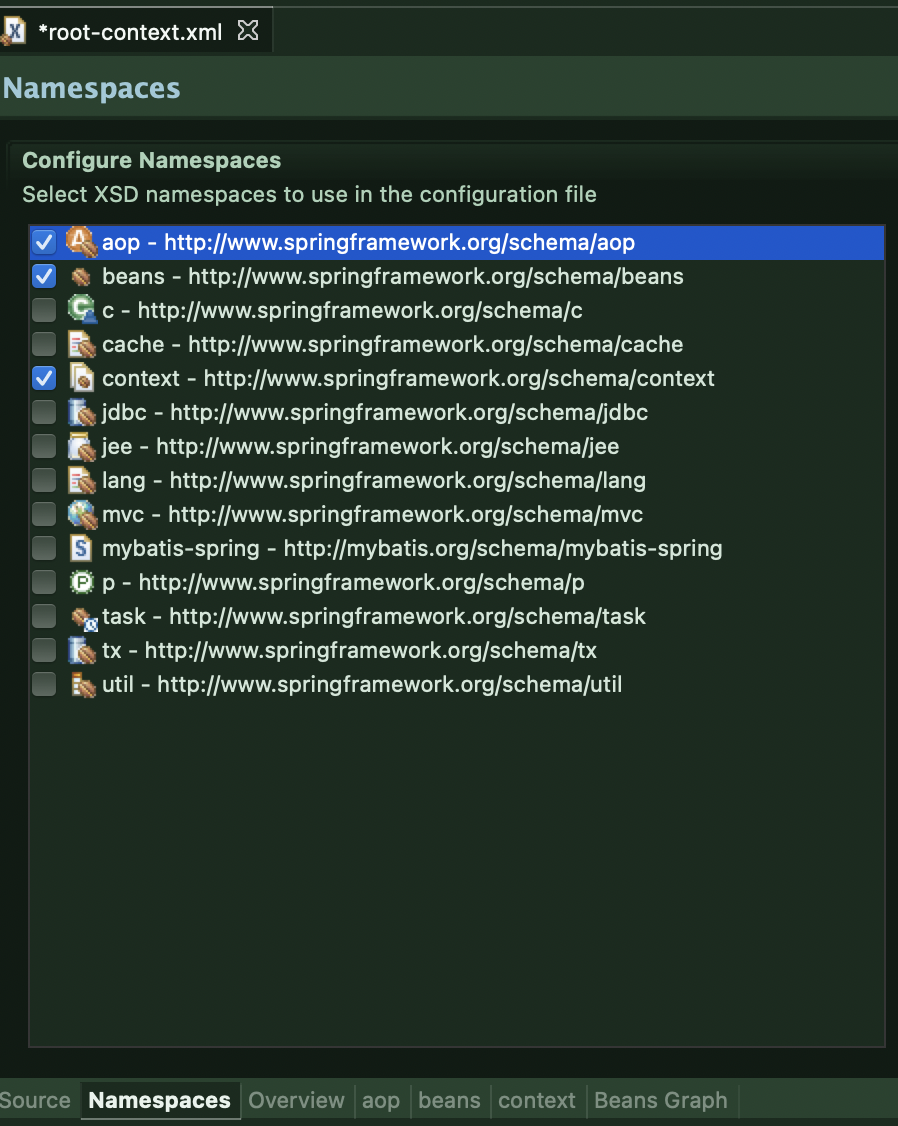 *root-context.xml
Namespaces
Configure Namespaces
Select XSD namespaces to use in the configuration file
aop - http://www.springframework.org/schema/aop
beans - http://www.springframework.org/schema/beans
c - http://www.springframework.org/schema/c
cache - http://www.springframework.org/schema/cache
context - http://www.springframework.org/schema/context
jdbc - http://www.springframework.org/schema/jdbc
jee - http://www.springframework.org/schema/jee
lang - http://www.springframework.org/schema/lang
mvc - http://www.springframework.org/schema/mvc
mybatis-spring - http://mybatis.org/schema/mybatis-spring
p - http://www.springframework.org/schema/p
task - http://www.springframework.org/schema/task
tx - http://www.springframework.org/schema/tx
util - http://www.springframework.org/schema/util
Source Namespaces Overview aop beans context Beans Graph